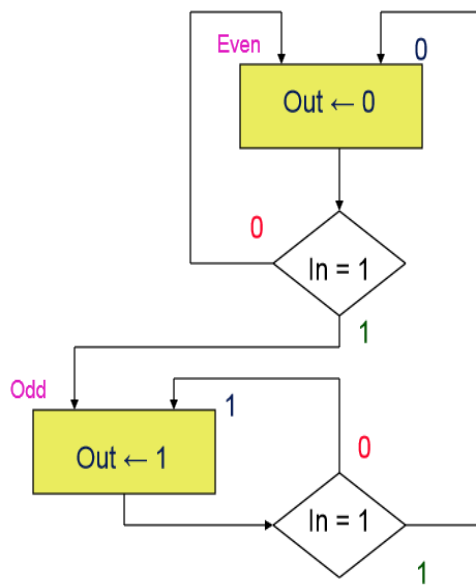 Even
0
Out ← 0
0
In = 1
1
Odd
1
Out ← 1
0
In = 1
1